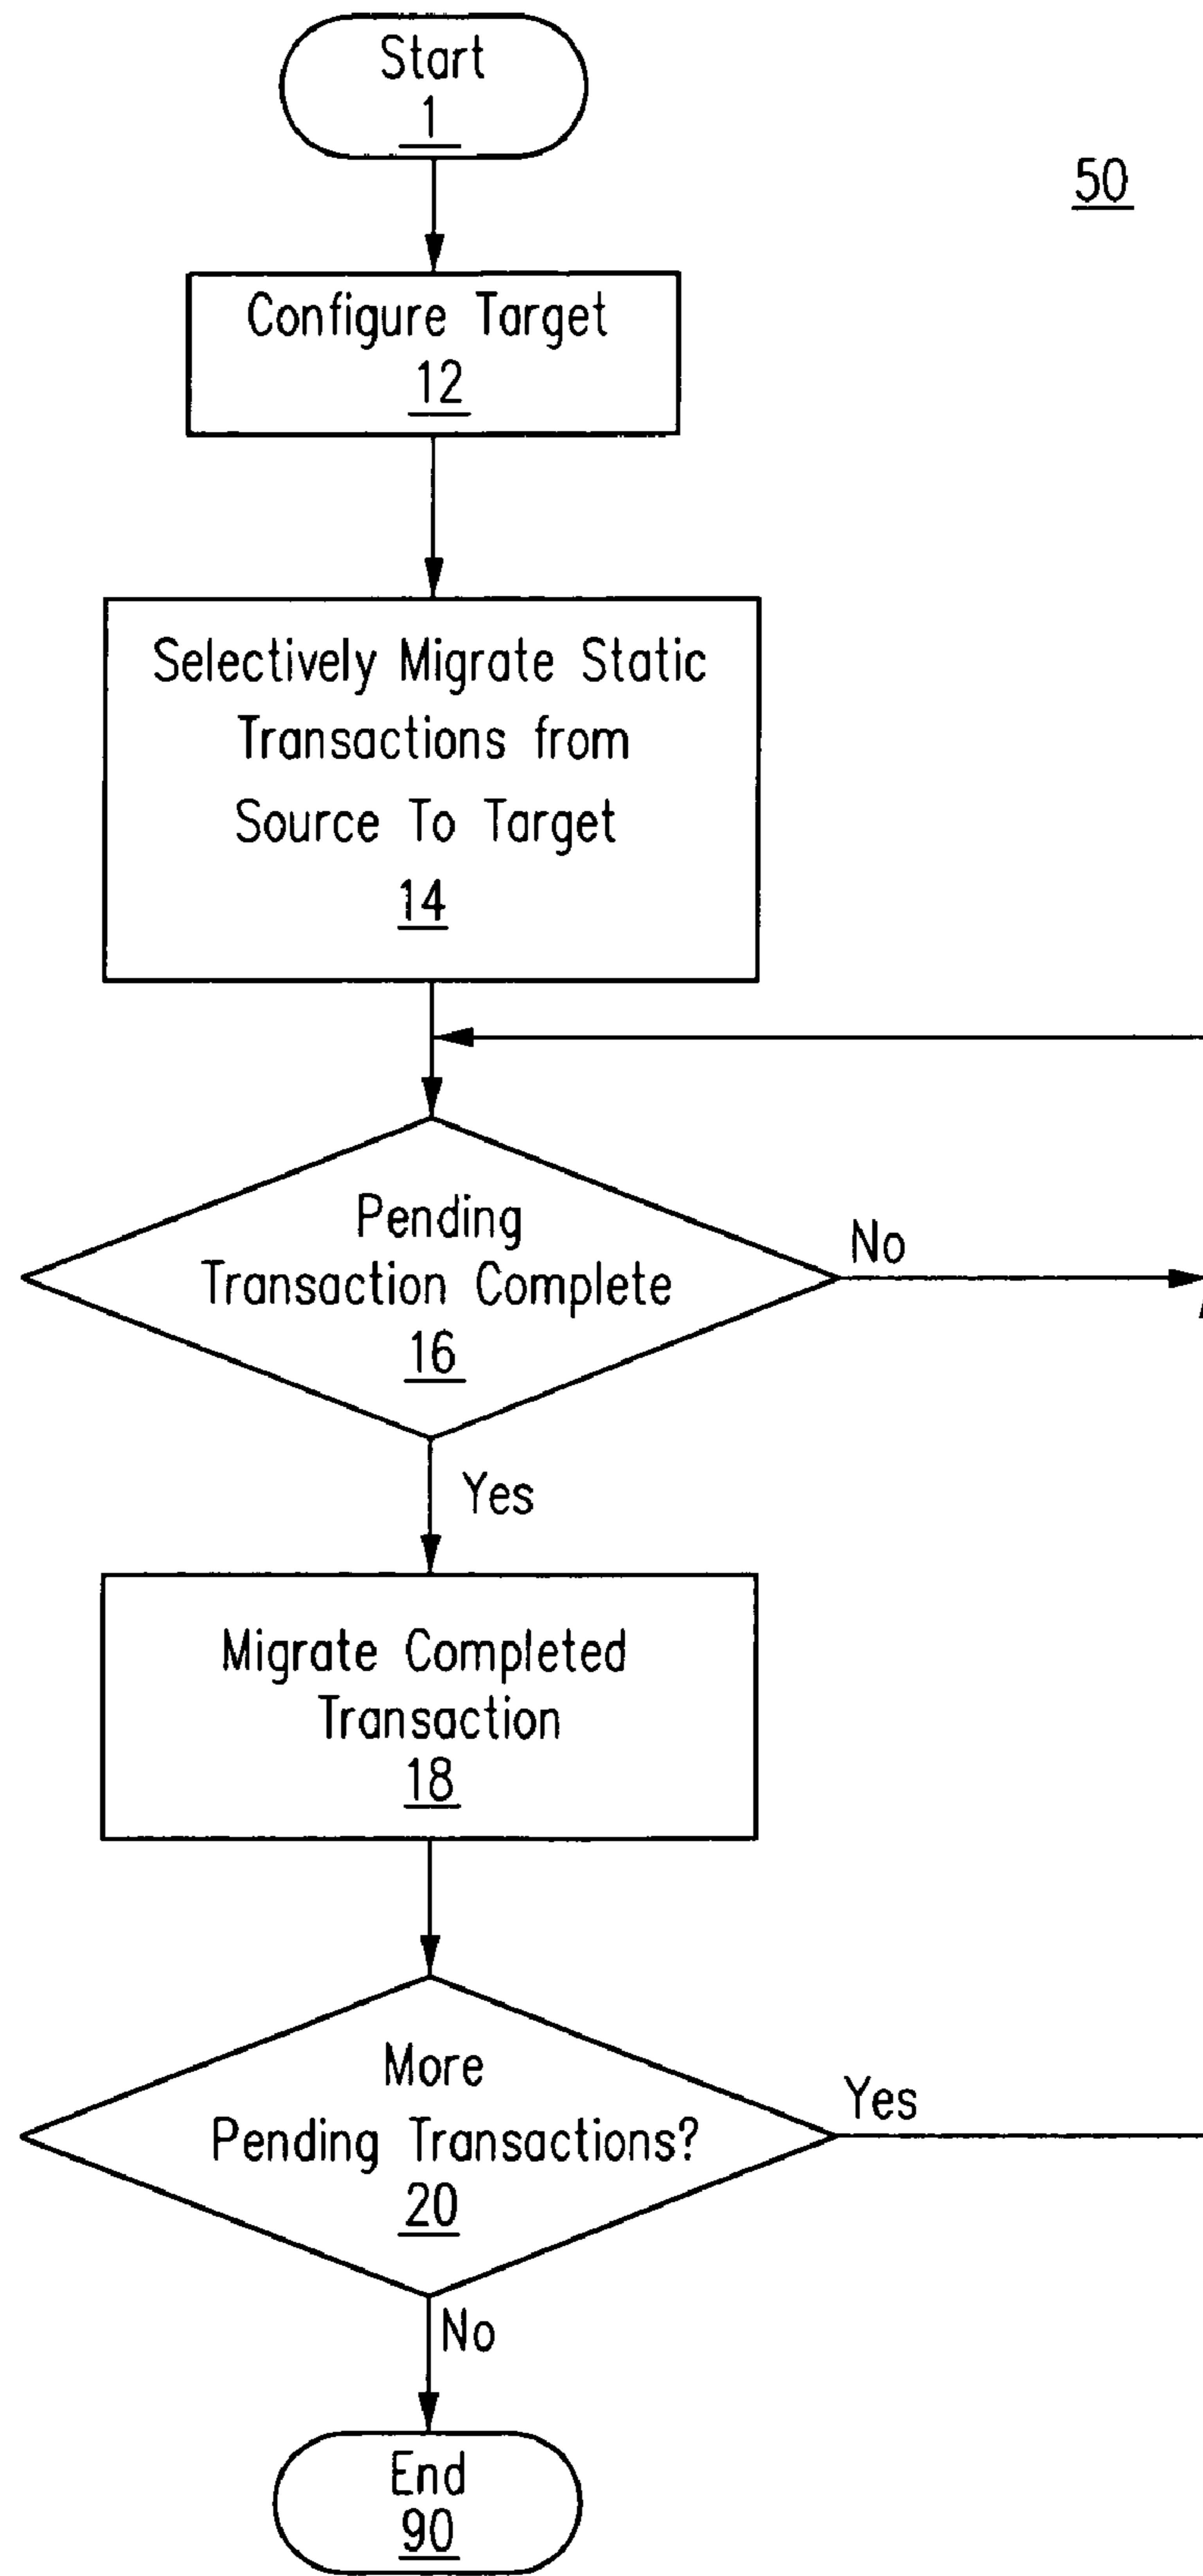 Start
1
50
Configure Target
12
Selectively Migrate Static
Transactions from
Source To Target
14
Pending
Transaction Complete
16
No
Yes
Migrate Completed
Transaction
18
More
Pending Transactions?
20
Yes
No
End
90